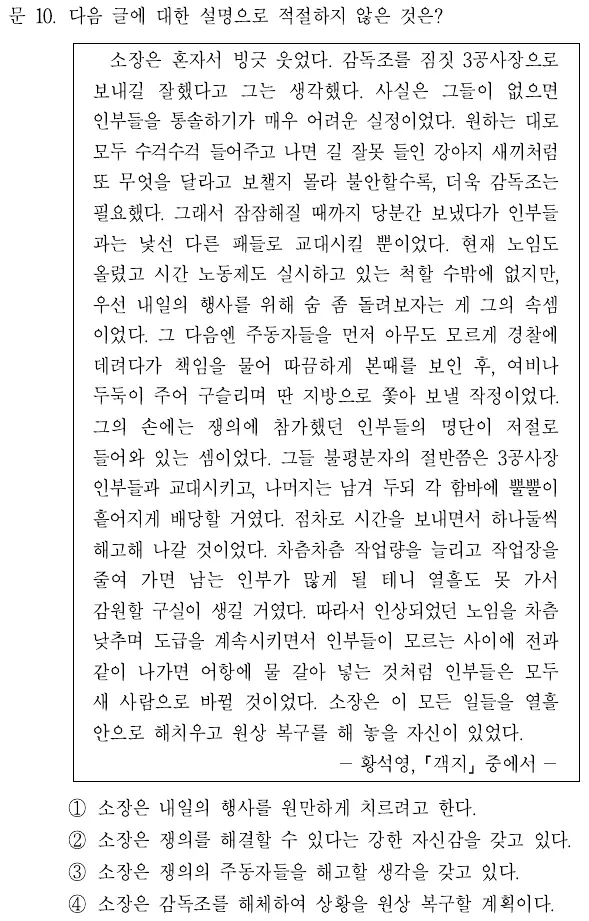 문 10. 다음 글에 대한 설명으로 적절하지 않은 것은?
소장은 혼자서 빙긋 웃었다. 감독조를 짐짓 3공사장으로
보내길 잘했다고 그는 생각했다. 사실은 그들이 없으면
인부들을 통솔하기가 매우 어려운 실정이었다. 원하는 대로
모두 수걱수걱 들어주고 나면 길 잘못 들인 강아지 새끼처럼
또 무엇을 달라고 보챌지 몰라 불안할수록, 더욱 감독조는
필요했다. 그래서 잠잠해질 때까지 당분간 보냈다가 인부들
과는 낯선 다른 패들로 교대시킬 뿐이었다. 현재 노임도
올렸고 시간 노동제도 실시하고 있는 척할 수밖에 없지만,
우선 내일의 행사를 위해 숨 좀 돌려보자는 게 그의 속셈
이었다. 그 다음엔 주동자들을 먼저 아무도 모르게 경찰에
데려다가 책임을 물어 따끔하게 본때를 보인 후, 여비나
두둑이 주어 구슬리며 딴 지방으로 쫓아 보낼 작정이었다.
그의 손에는 쟁의에 참가했던 인부들의 명단이 저절로
들어와 있는 셈이었다. 그들 불평분자의 절반쯤은 3공사장
인부들과 교대시키고, 나머지는 남겨 두되 각 함바에 뿔뿔이
흩어지게 배당할 거였다. 점차로 시간을 보내면서 하나둘씩
해고해 나갈 것이었다. 차츰차츰 작업량을 늘리고 작업장을
줄여 가면 남는 인부가 많게 될 테니 열흘도 못 가서
감원할 구실이 생길 거였다. 따라서 인상되었던 노임을 차츰
낮추며 도급을 계속시키면서 인부들이 모르는 사이에 전과
같이 나가면 어항에 물 갈아 넣는 것처럼 인부들은 모두
새 사람으로 바뀔 것이었다. 소장은 이 모든 일들을 열흘
안으로 해치우고 원상 복구를 해 놓을 자신이 있었다.
- 황석영, 「객지」 중에서 -
① 소장은 내일의 행사를 원만하게 치르려고 한다.
② 소장은 쟁의를 해결할 수 있다는 강한 자신감을 갖고 있다.
③ 소장은 쟁의의 주동자들을 해고할 생각을 갖고 있다.
④ 소장은 감독조를 해체하여 상황을 원상 복구할 계획이다.